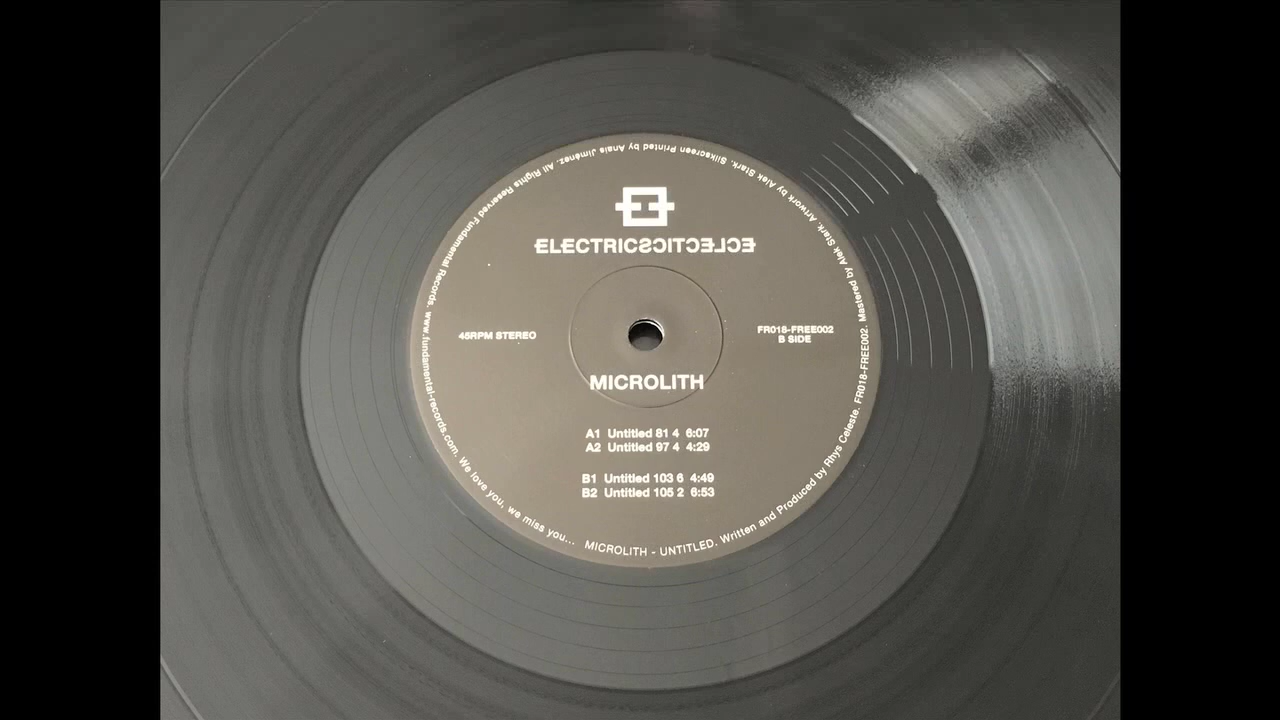 ELECTRICSCITCELCE
45RPM STEREO
FR018-FREE002
B SIDE
MICROLITH
A1 Untitled 81 4 6:07
A2 Untitled 97 4 4:29
B1 Untitled 103 6 4:49
B2 Untitled 105 2 6:53
MICROLITH - UNTITLED. Written and Produced by Rhys Celeste. FR018-FREE002. Mastered by Alek Stark. Artwork by Alek Stark. Silkscreen Printed by Anais Jiménez. All Rights Reserved Fundamental Records. www.fundamental-records.com. We love you, we miss you...